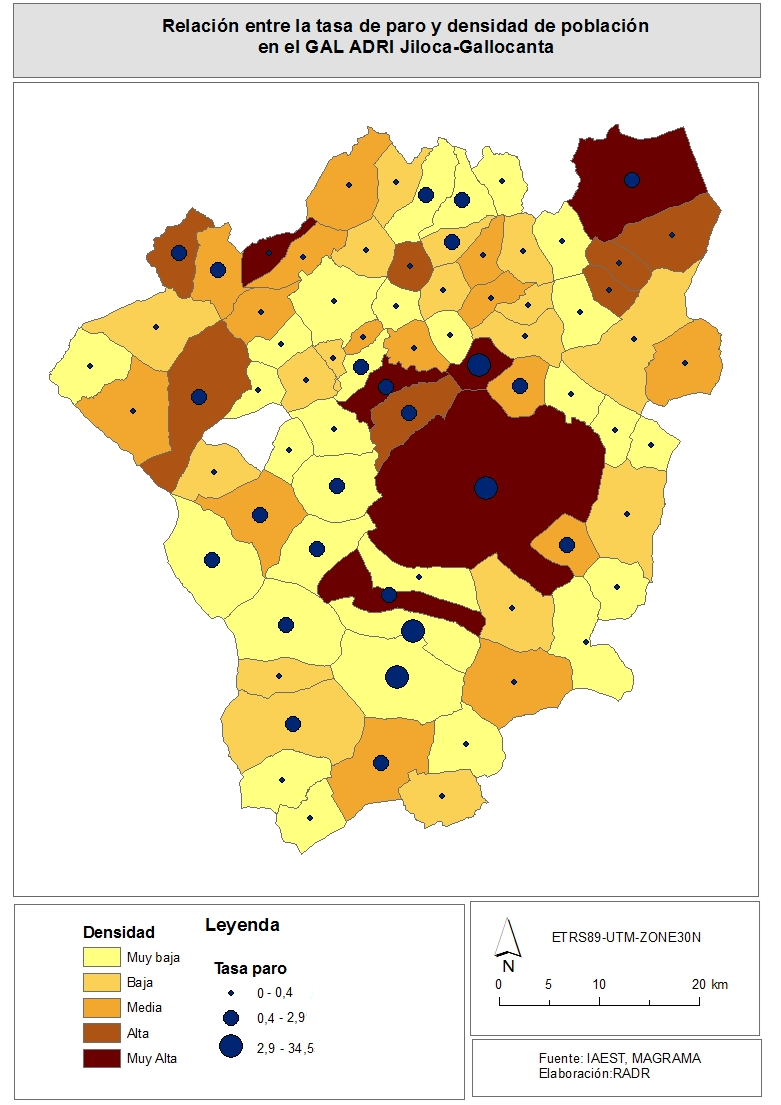 Relación entre la tasa de paro y densidad de población
en el GAL ADRI Jiloca-Gallocanta
Leyenda
Densidad
Muy baja
Baja
Media
Alta
Muy Alta
Tasa paro
0 - 0,4
0,4 - 2,9
2,9 - 34,5
N
ETRS89-UTM-ZONE30N
0 5 10 20 km
Fuente: IAEST, MAGRAMA
Elaboración:RADR